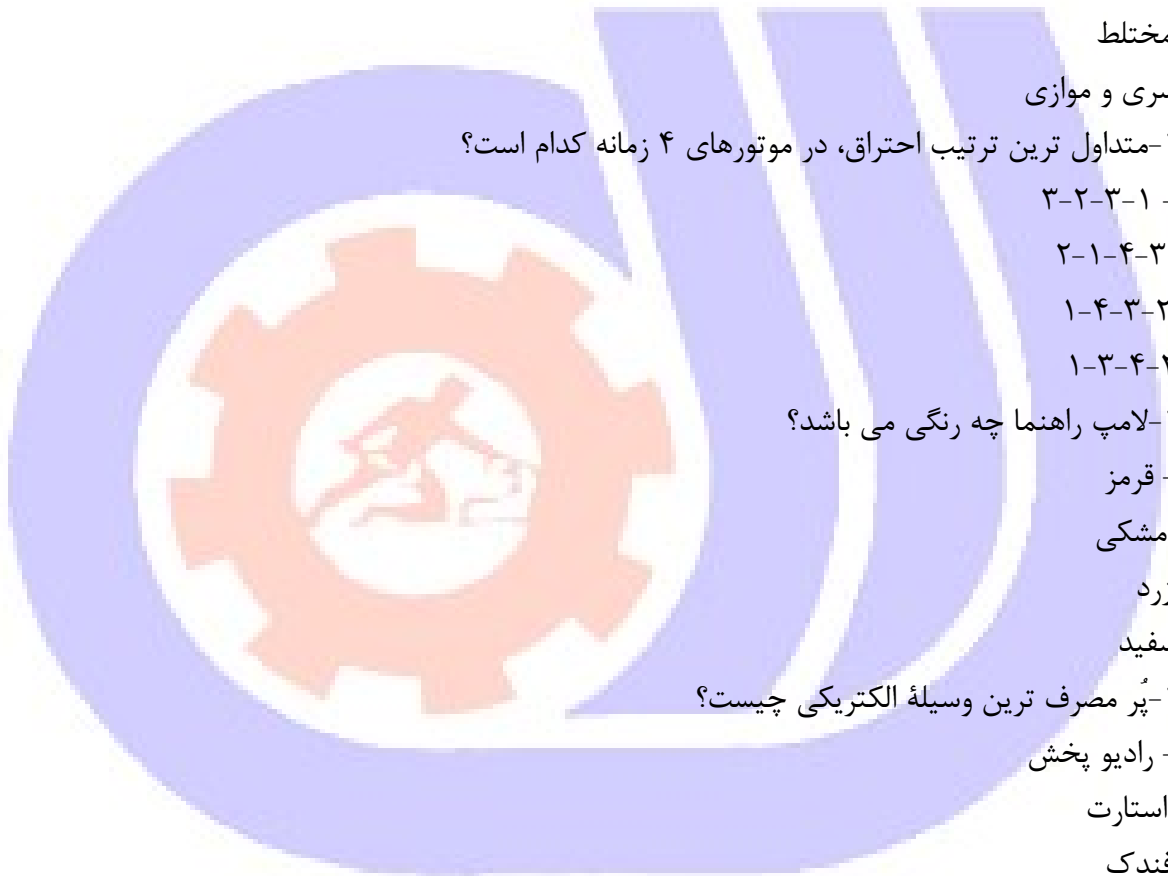 مختلط
سری و موازی
-متداول ترین ترتیب احتراق، در موتورهای ۴ زمانه کدام است؟
- ۱-۳-۲-۳
۳-۴-۱-۲
۲-۳-۴-۱
۲-۴-۳-۱
-لامپ راهنما چه رنگی می باشد؟
- قرمز
مشکی
زرد
سفید
-پُر مصرف ترین وسیلۀ الکتریکی چیست؟
- رادیو پخش
استارت
فندک